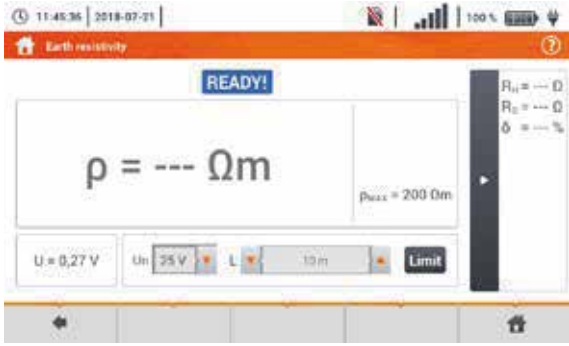 11:45:36 2018-07-21 100 %
Earth resistivity
READY!
ρ = --- Ωm
ρMAX = 200 Ωm
RH = --- Ω
RS = --- Ω
δ = --- %
U = 0,27 V
Un 25 V
L 10 m
Limit